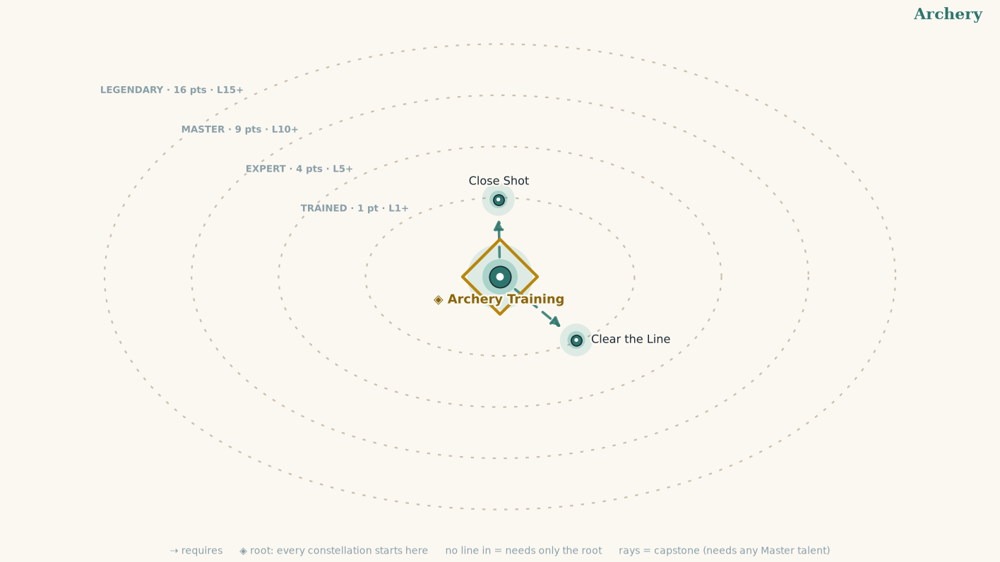 Archery
LEGENDARY · 16 pts · L15+
MASTER · 9 pts · L10+
EXPERT · 4 pts · L5+
Close Shot
TRAINED · 1 pt · L1+
◈ Archery Training
Clear the Line
⇢ requires ◈ root: every constellation starts here no line in = needs only the root rays = capstone (needs any Master talent)